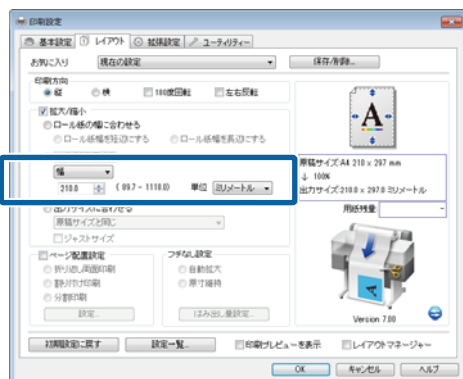 印刷設定
基本設定 レイアウト 拡張設定 ユーティリティー
お気に入り 現在の設定 保存/削除...
印刷方向
縦 横 180度回転 左右反転
拡大/縮小
ロール紙の幅に合わせる
ロール紙幅を短辺にする ロール紙幅を長辺にする
幅
210.0 ( 89.7 - 1118.0) 単位 ミリメートル
出力サイズに合わせる
原稿サイズと同じ
ジャストサイズ
ページ配置設定
折り返し両面印刷
割り付け印刷
分割印刷
設定...
フチなし設定
自動拡大
原寸維持
はみ出し量設定...
A
原稿サイズ:A4 210 x 297 mm
↓ 100%
出力サイズ:210.0 x 297.0 ミリメートル
用紙残量
A
Version 7.00
初期設定に戻す 設定一覧... 印刷プレビューを表示 レイアウトマネージャー
OK キャンセル ヘルプ